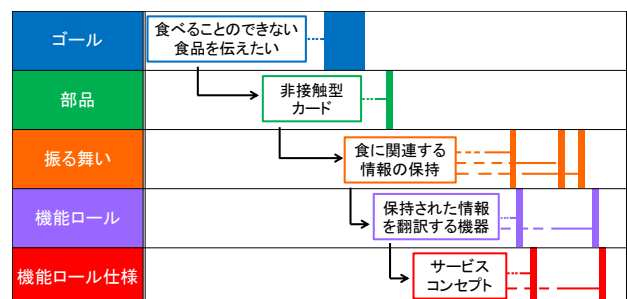 ゴール
食べることのできない
食品を伝えたい
部品
非接触型
カード
振る舞い
食に関連する
情報の保持
機能ロール
保持された情報
を翻訳する機器
機能ロール仕様
サービス
コンセプト